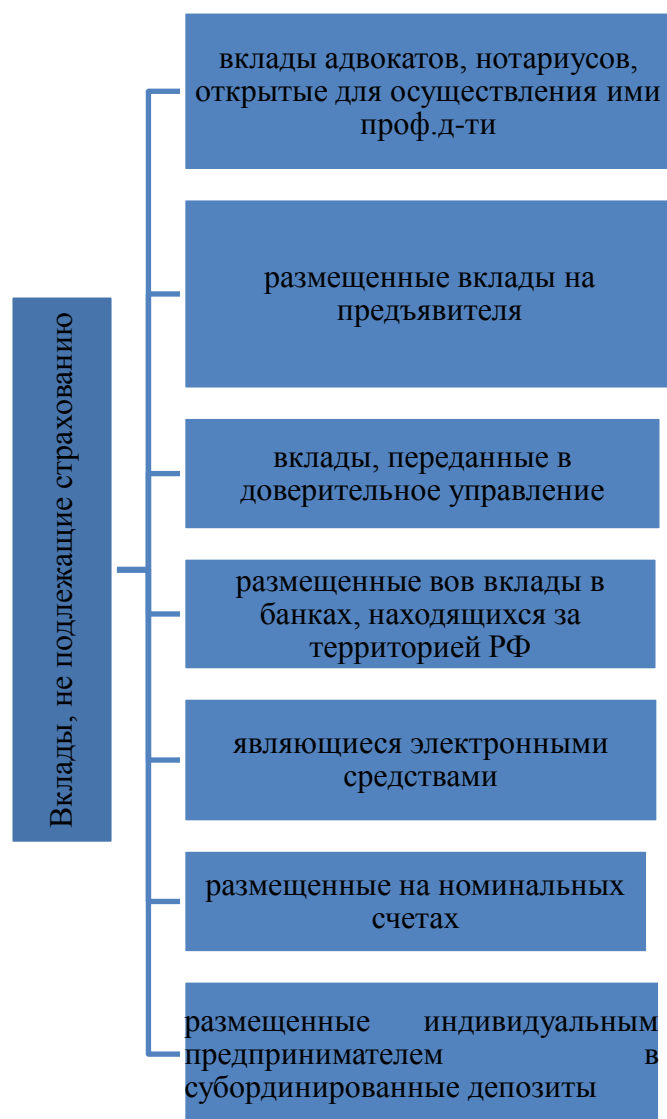 Вклады, не подлежащие страхованию
вклады адвокатов, нотариусов,
открытые для осуществления ими
проф.д-ти
размещенные вклады на
предъявителя
вклады, переданные в
доверительное управление
размещенные вов вклады в
банках, находящихся за
территорией РФ
являющиеся электронными
средствами
размещенные на номинальных
счетах
размещенные индивидуальным
предпринимателем в
субординированные депозиты